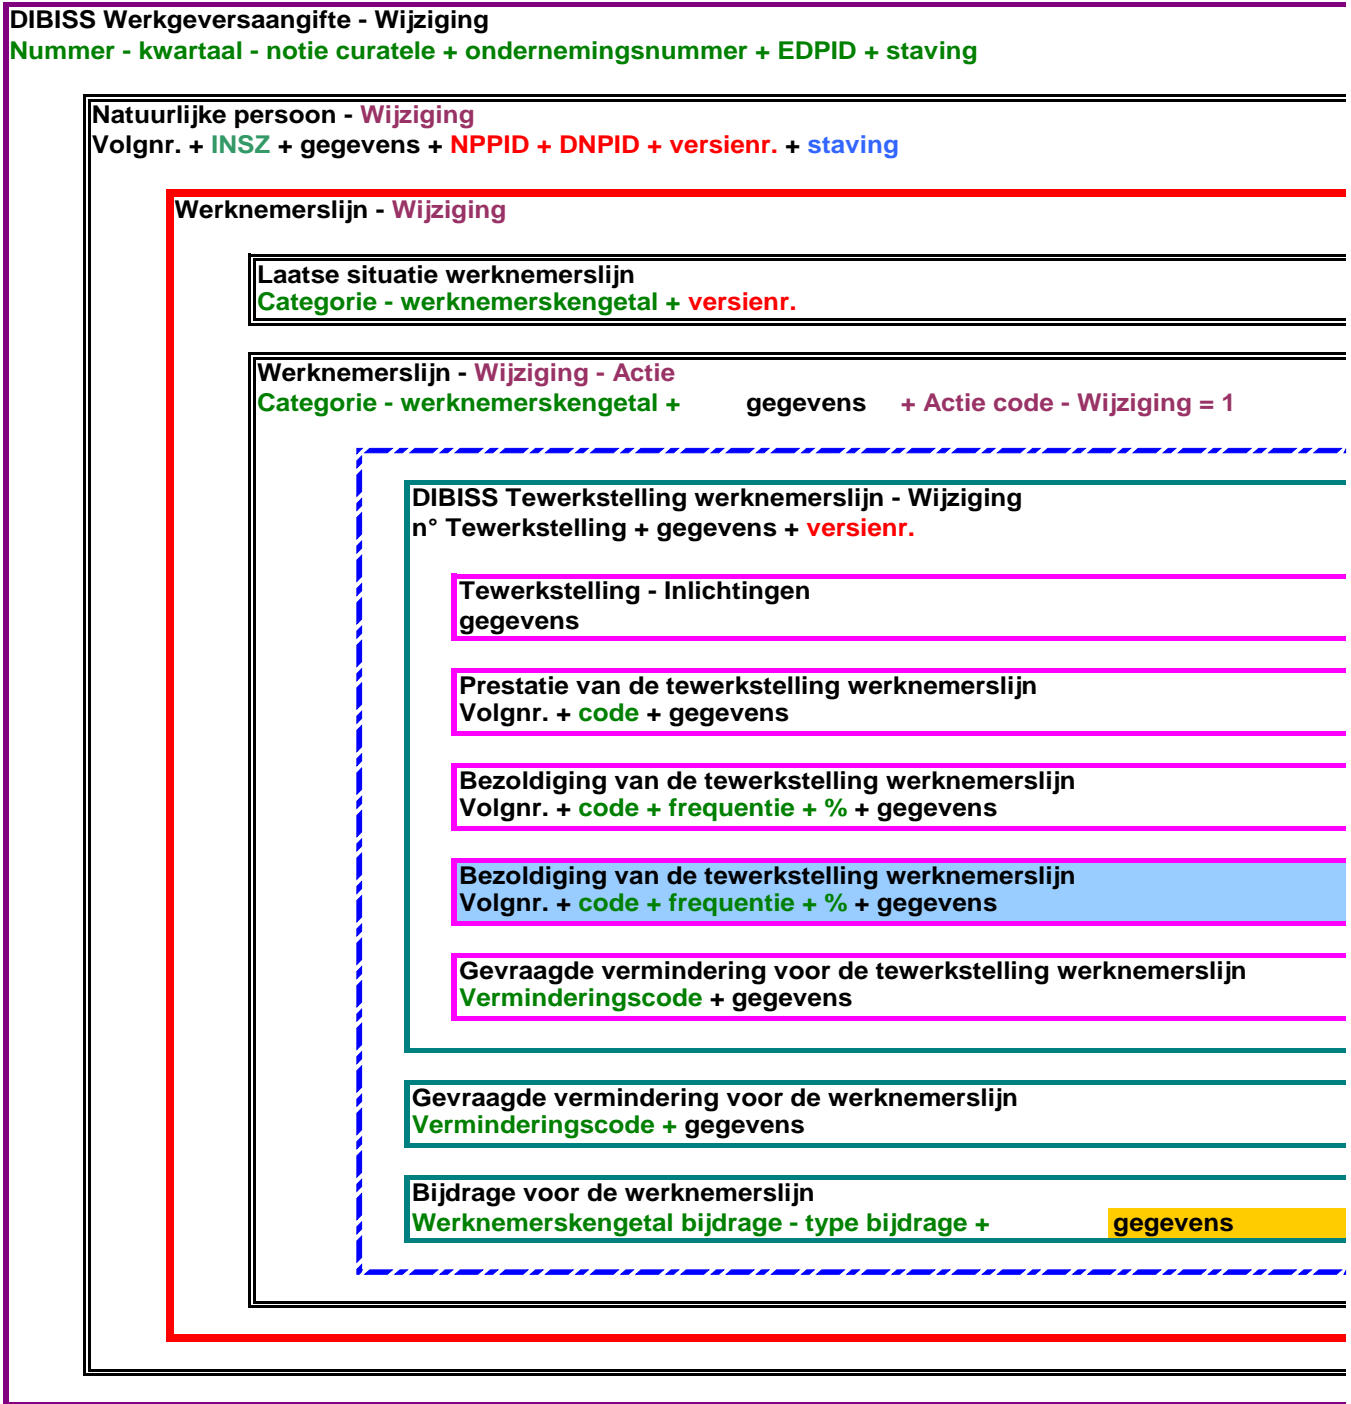 DIBISS Werkgeversaangifte - Wijziging
Nummer - kwartaal - notie curatele + ondernemingsnummer + EDPID + staving
Natuurlijke persoon - Wijziging
Volgnr. + INSZ + gegevens + NPPID + DNPID + versienr. + staving
Werknemerslijn - Wijziging
Laatse situatie werknemerslijn
Categorie - werknemerskengetal + versienr.
Werknemerslijn - Wijziging - Actie
Categorie - werknemerskengetal + gegevens + Actie code - Wijziging = 1
DIBISS Tewerkstelling werknemerslijn - Wijziging
n° Tewerkstelling + gegevens + versienr.
Tewerkstelling - Inlichtingen
gegevens
Prestatie van de tewerkstelling werknemerslijn
Volgnr. + code + gegevens
Bezoldiging van de tewerkstelling werknemerslijn
Volgnr. + code + frequentie + % + gegevens
Bezoldiging van de tewerkstelling werknemerslijn
Volgnr. + code + frequentie + % + gegevens
Gevraagde vermindering voor de tewerkstelling werknemerslijn
Verminderingscode + gegevens
Gevraagde vermindering voor de werknemerslijn
Verminderingscode + gegevens
Bijdrage voor de werknemerslijn
Werknemerskengetal bijdrage - type bijdrage + gegevens